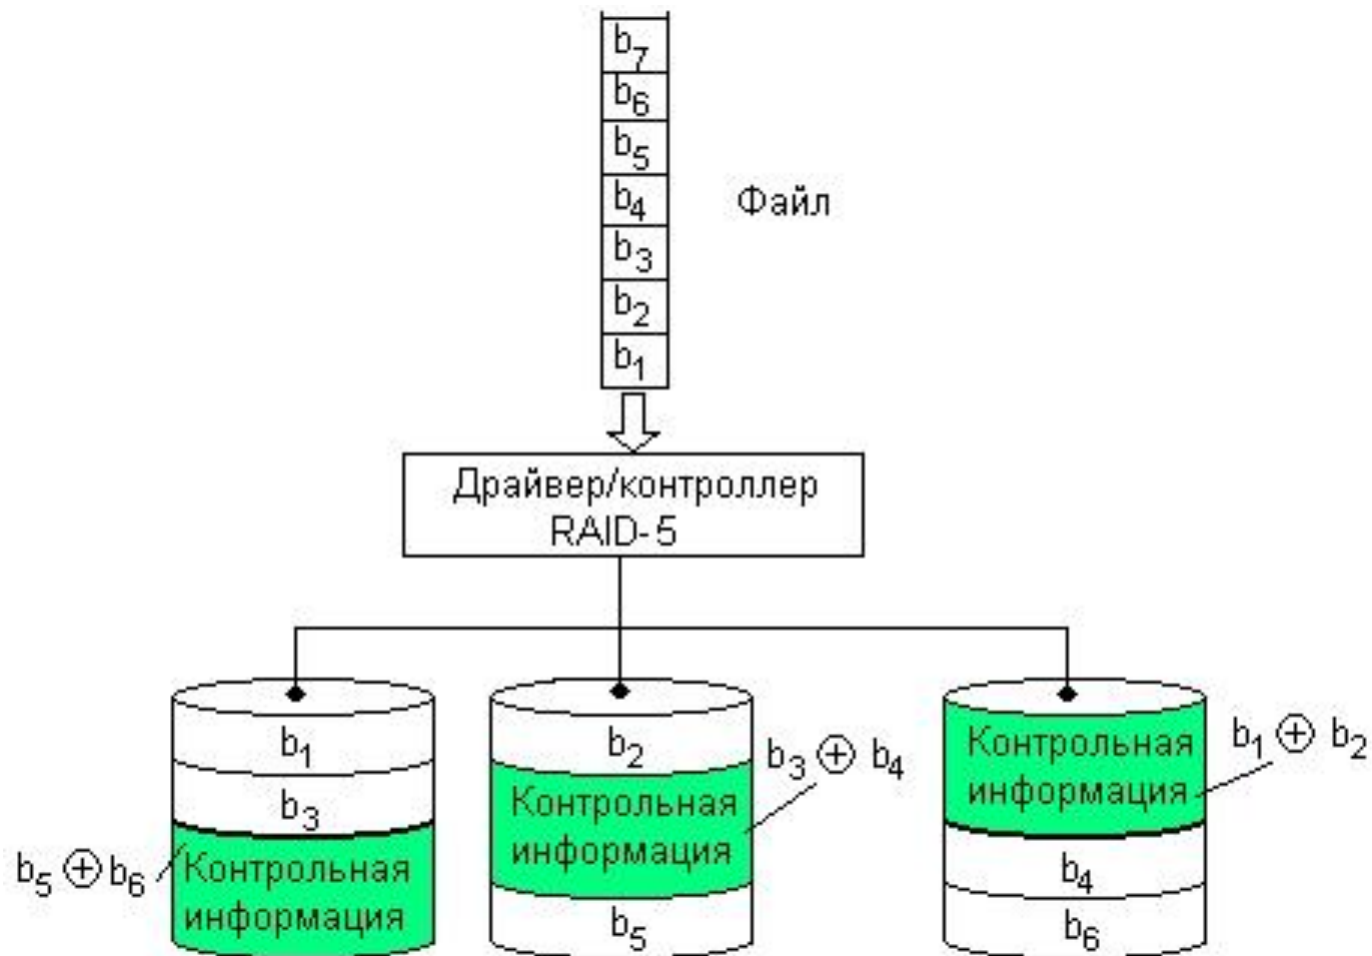 b7
b6
b5
b4
b3
b2
b1
Файл
Драйвер/контроллер
RAID-5
b1
b3
Контрольная
информация
b5 ⊕ b6
b2
Контрольная
информация
b5
b3 ⊕ b4
Контрольная
информация
b4
b6
b1 ⊕ b2